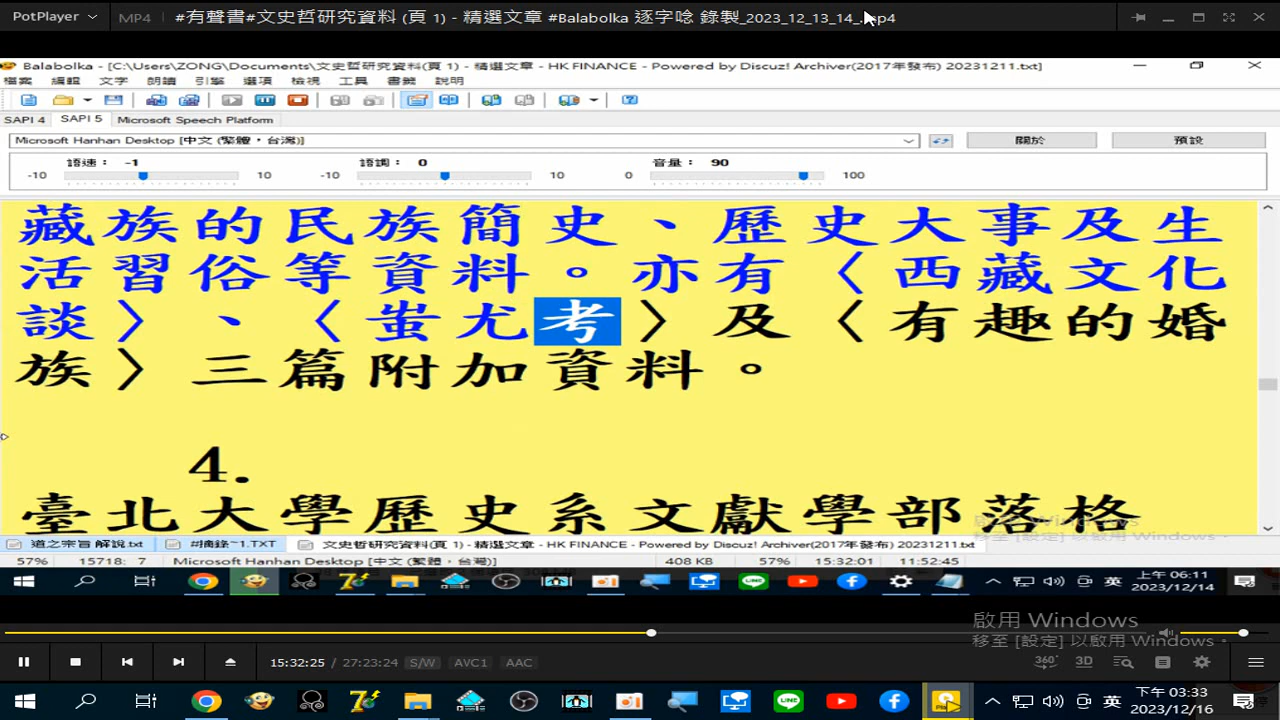 PotPlayer MP4 #有聲書#文史哲研究資料 (頁 1) - 精選文章 #Balabolka 逐字唸 錄製_2023_12_13_14_.mp4
Balabolka - [C:\Users\ZONG\Documents\文史哲研究資料(頁 1) - 精選文章 - HK FINANCE - Powered by Discuz! Archiver(2017年發布) 20231211.txt]
檔案 編輯 文字 朗讀 引擎 選項 檢視 工具 書籤 說明
SAPI 4 SAPI 5 Microsoft Speech Platform
Microsoft Hanhan Desktop [中文 (繁體，台灣)] 關於 預設
語速： -1 語調： 0 音量： 90
-10 10 -10 10 0 100
藏族的民族簡史、歷史大事及生
活習俗等資料。亦有〈西藏文化
談〉、〈蚩尤考〉及〈有趣的婚
族〉三篇附加資料。
4.
臺北大學歷史系文獻學部落格
啟用 Windows
移至 [設定] 以啟用 Windows。
道之宗旨 解說.txt #摘錄~1.TXT 文史哲研究資料(頁 1) - 精選文章 - HK FINANCE - Powered by Discuz! Archiver(2017年發布) 20231211.txt
57% 15718: 7 Microsoft Hanhan Desktop [中文 (繁體，台灣)] 408 KB 57% 15:32:01 11:52:45
英 上午 06:11
2023/12/14
啟用 Windows
移至 [設定] 以啟用 Windows。
15:32:25 / 27:23:24 S/W AVC1 AAC 360° 3D
英 下午 03:33
2023/12/16